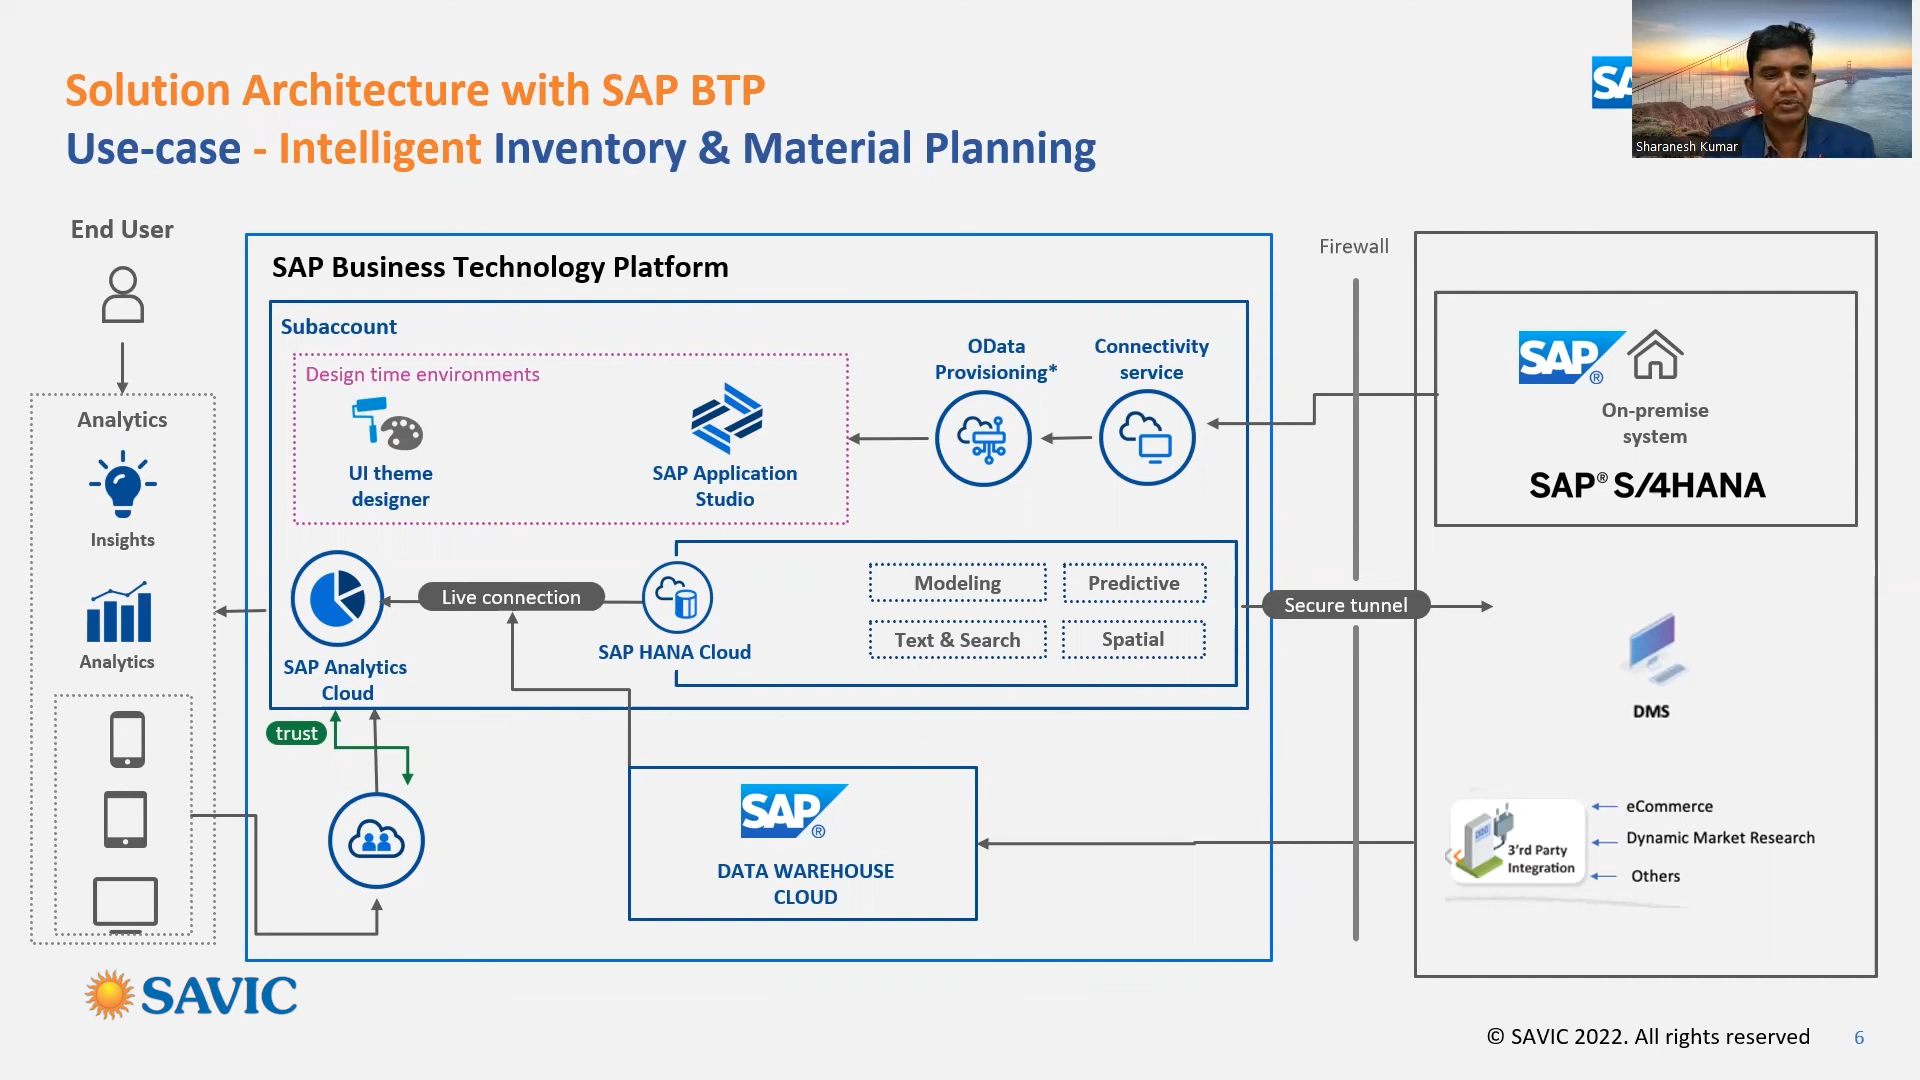 Solution Architecture with SAP BTP
Use-case - Intelligent Inventory & Material Planning
SA
Sharanesh Kumar
End User
Analytics
Insights
Analytics
SAP Business Technology Platform
Subaccount
Design time environments
UI theme
designer
SAP Application
Studio
OData
Provisioning*
Connectivity
service
SAP Analytics
Cloud
Live connection
SAP HANA Cloud
Modeling
Predictive
Text & Search
Spatial
trust
SAP®
DATA WAREHOUSE
CLOUD
Firewall
Secure tunnel
SAP®
On-premise
system
SAP® S/4HANA
DMS
3'rd Party
Integration
eCommerce
Dynamic Market Research
Others
SAVIC
© SAVIC 2022. All rights reserved
6